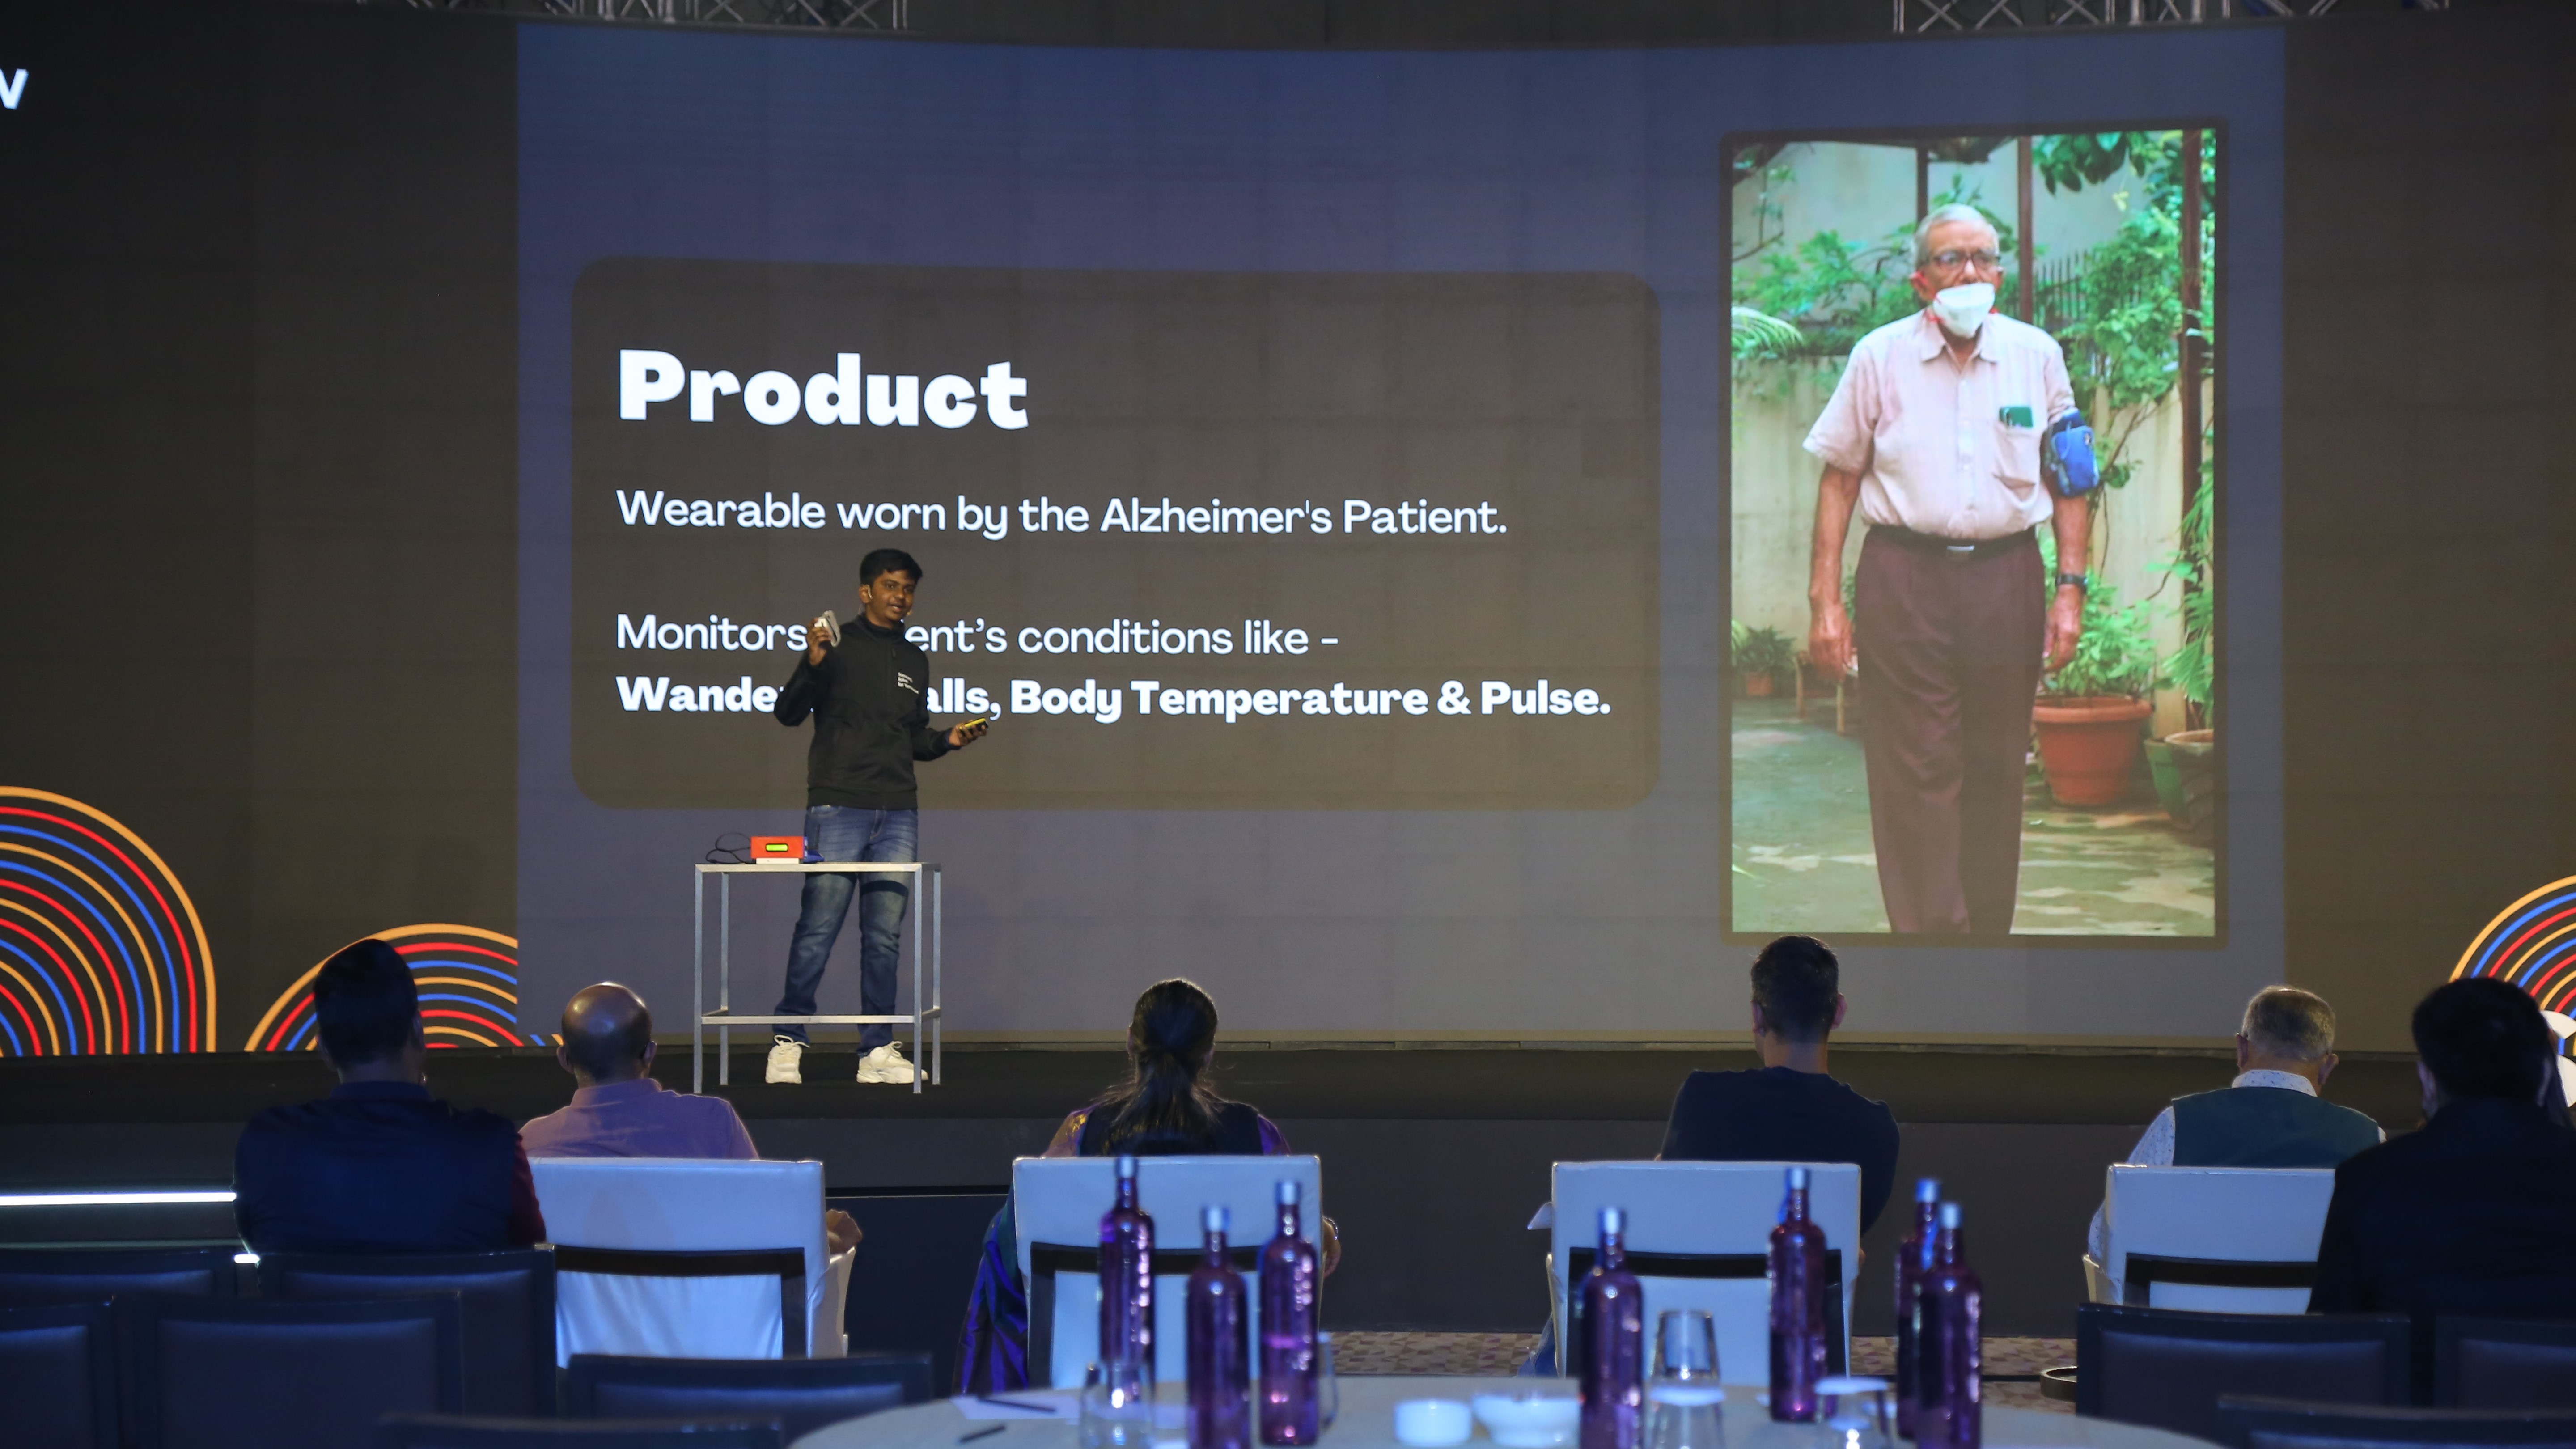 Product
Wearable worn by the Alzheimer's Patient.
Monitors ent's conditions like -
Wande alls, Body Temperature & Pulse.